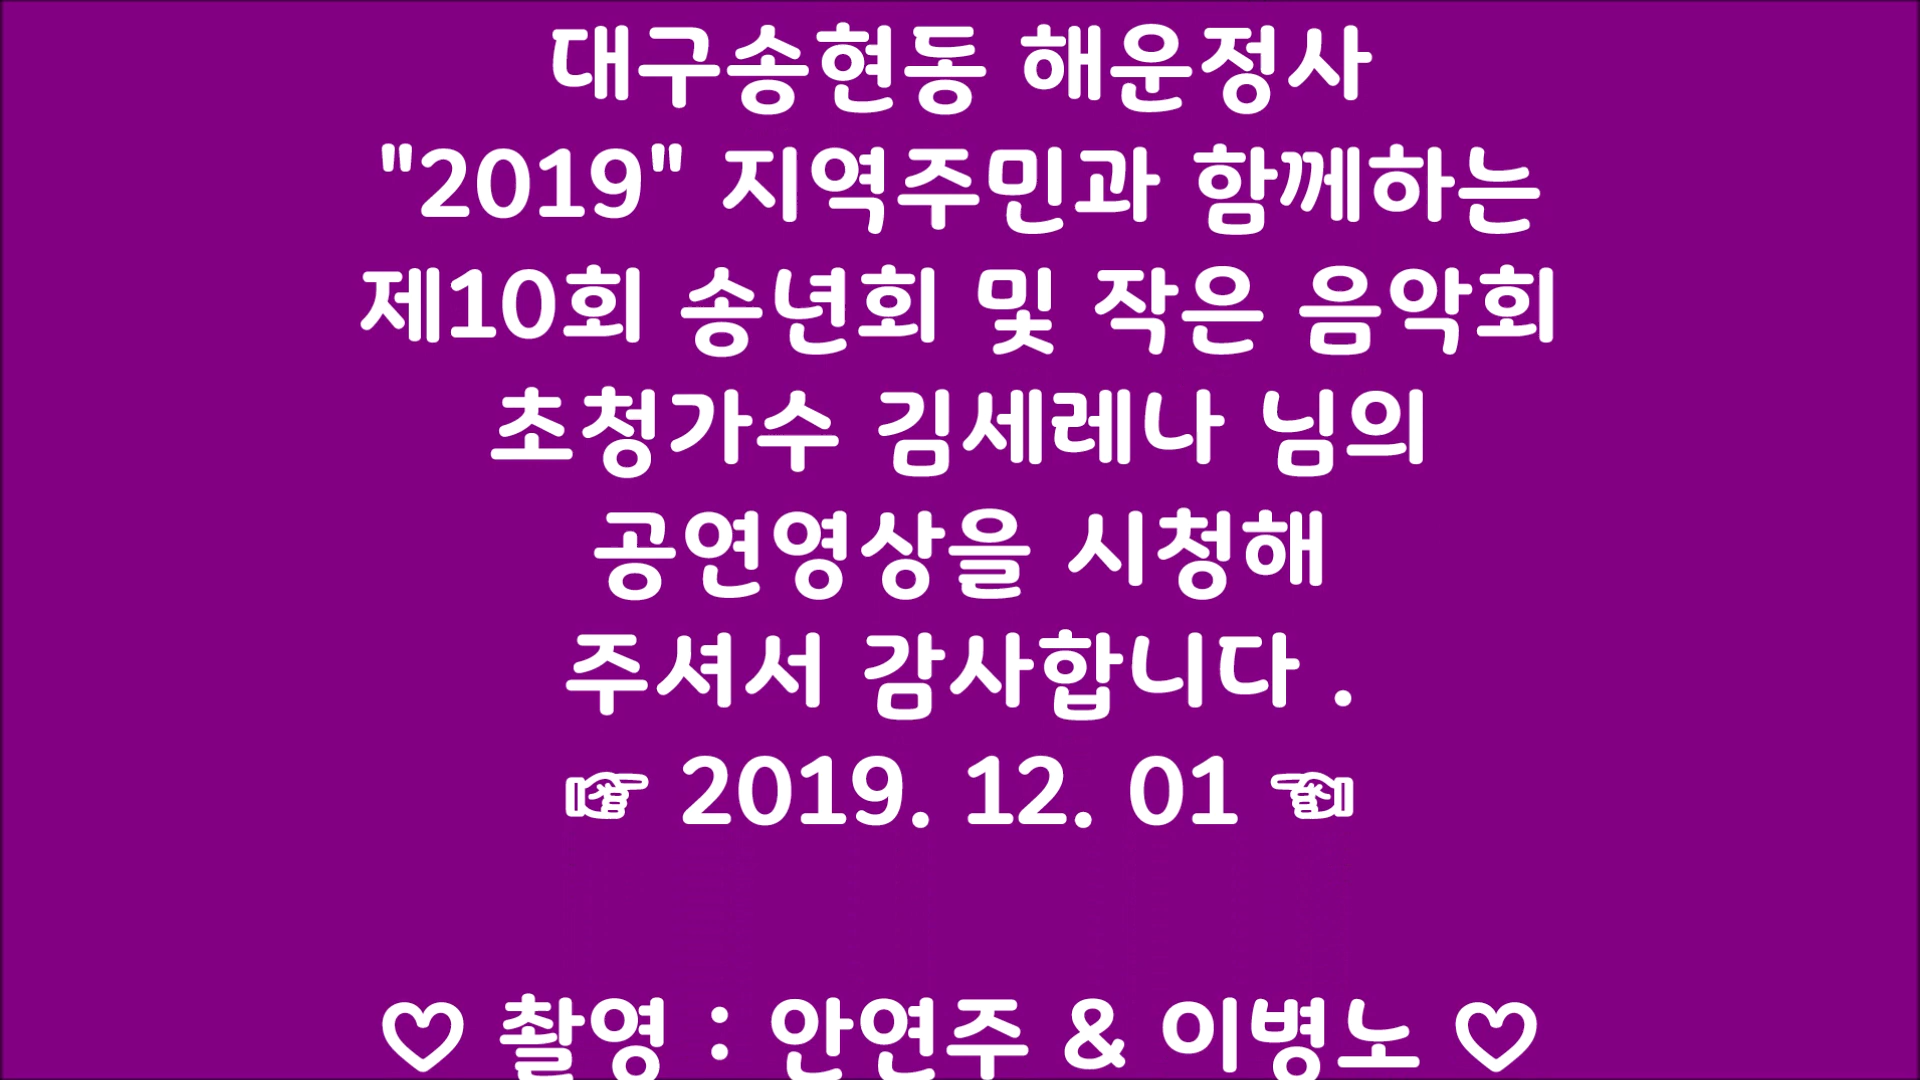 대구송현동 해운정사
"2019" 지역주민과 함께하는
제10회 송년회 및 작은 음악회
초청가수 김세레나 님의
공연영상을 시청해
주셔서 감사합니다 .
☞ 2019. 12. 01 ☜
♡ 촬영 : 안연주 & 이병노 ♡